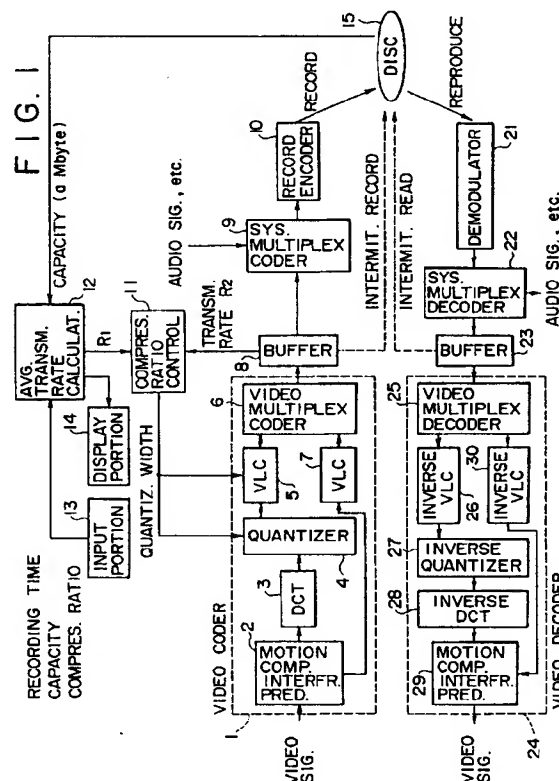 FIG. 1
RECORDING TIME
CAPACITY
COMPRES. RATIO
13
INPUT
PORTION
14
DISPLAY
PORTION
AVG.
TRANSM.
RATE
CALCULAT.
12
CAPACITY (a Mbyte)
R1
QUANTIZ. WIDTH
11
COMPRES.
RATIO
CONTROL
TRANSM.
RATE R2
AUDIO SIG., etc.
VIDEO
SIG.
VIDEO CODER
1
2
MOTION
COMP.
INTERFR.
PRED.
3
DCT
QUANTIZER
4
VLC
5
VLC
7
6
VIDEO
MULTIPLEX
CODER
8
BUFFER
9
SYS.
MULTIPLEX
CODER
10
RECORD
ENCODER
RECORD
15
DISC
INTERMIT. RECORD
INTERMIT. READ
REPRODUCE
DEMODULATOR
21
SYS.
MULTIPLEX
DECODER
22
AUDIO SIG., etc.
BUFFER
23
25
VIDEO
MULTIPLEX
DECODER
INVERSE
VLC
26
30
INVERSE
VLC
27
INVERSE
QUANTIZER
28
INVERSE
DCT
29
MOTION
COMP.
INTERFR.
PRED.
24
VIDEO DECODER
VIDEO
SIG.